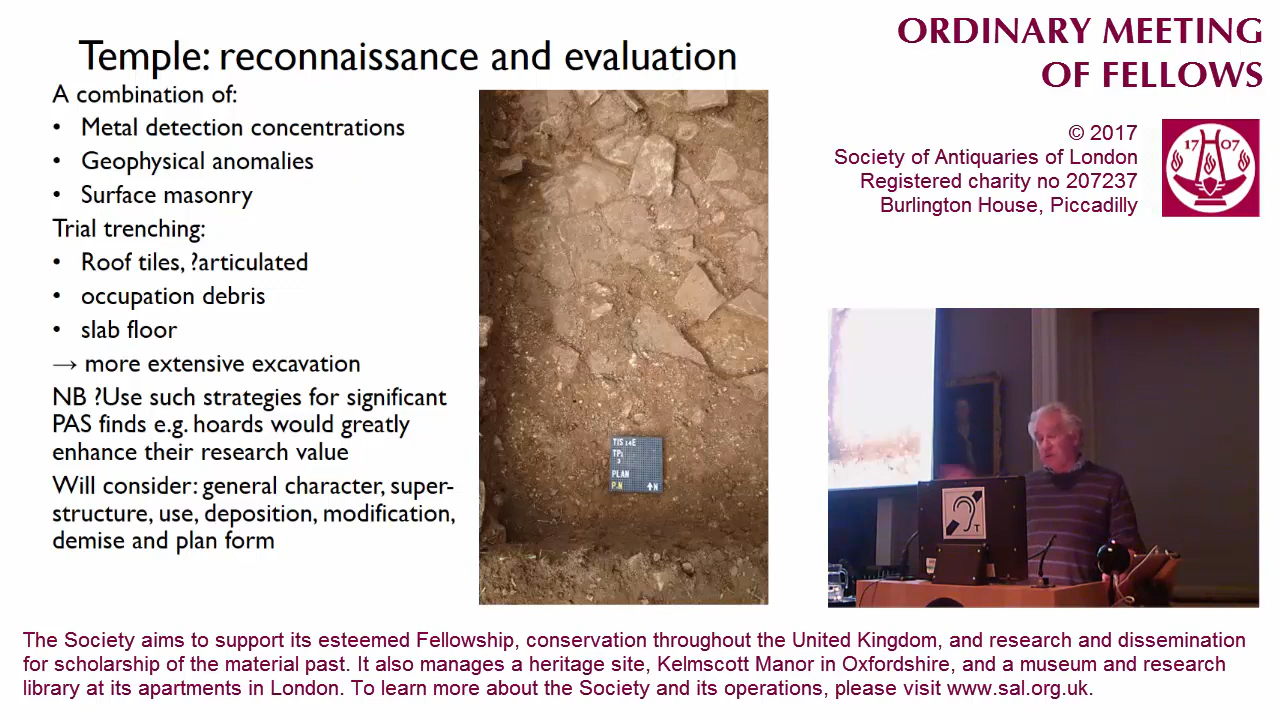 Temple: reconnaissance and evaluation
A combination of:
• Metal detection concentrations
• Geophysical anomalies
• Surface masonry
Trial trenching:
• Roof tiles, ?articulated
• occupation debris
• slab floor
→ more extensive excavation
NB ?Use such strategies for significant
PAS finds e.g. hoards would greatly
enhance their research value
Will consider: general character, super-
structure, use, deposition, modification,
demise and plan form
TIS 14E
TP1
3
PLAN
P.N
N
ORDINARY MEETING
OF FELLOWS
© 2017
Society of Antiquaries of London
Registered charity no 207237
Burlington House, Piccadilly
17 07
T
The Society aims to support its esteemed Fellowship, conservation throughout the United Kingdom, and research and dissemination
for scholarship of the material past. It also manages a heritage site, Kelmscott Manor in Oxfordshire, and a museum and research
library at its apartments in London. To learn more about the Society and its operations, please visit www.sal.org.uk.